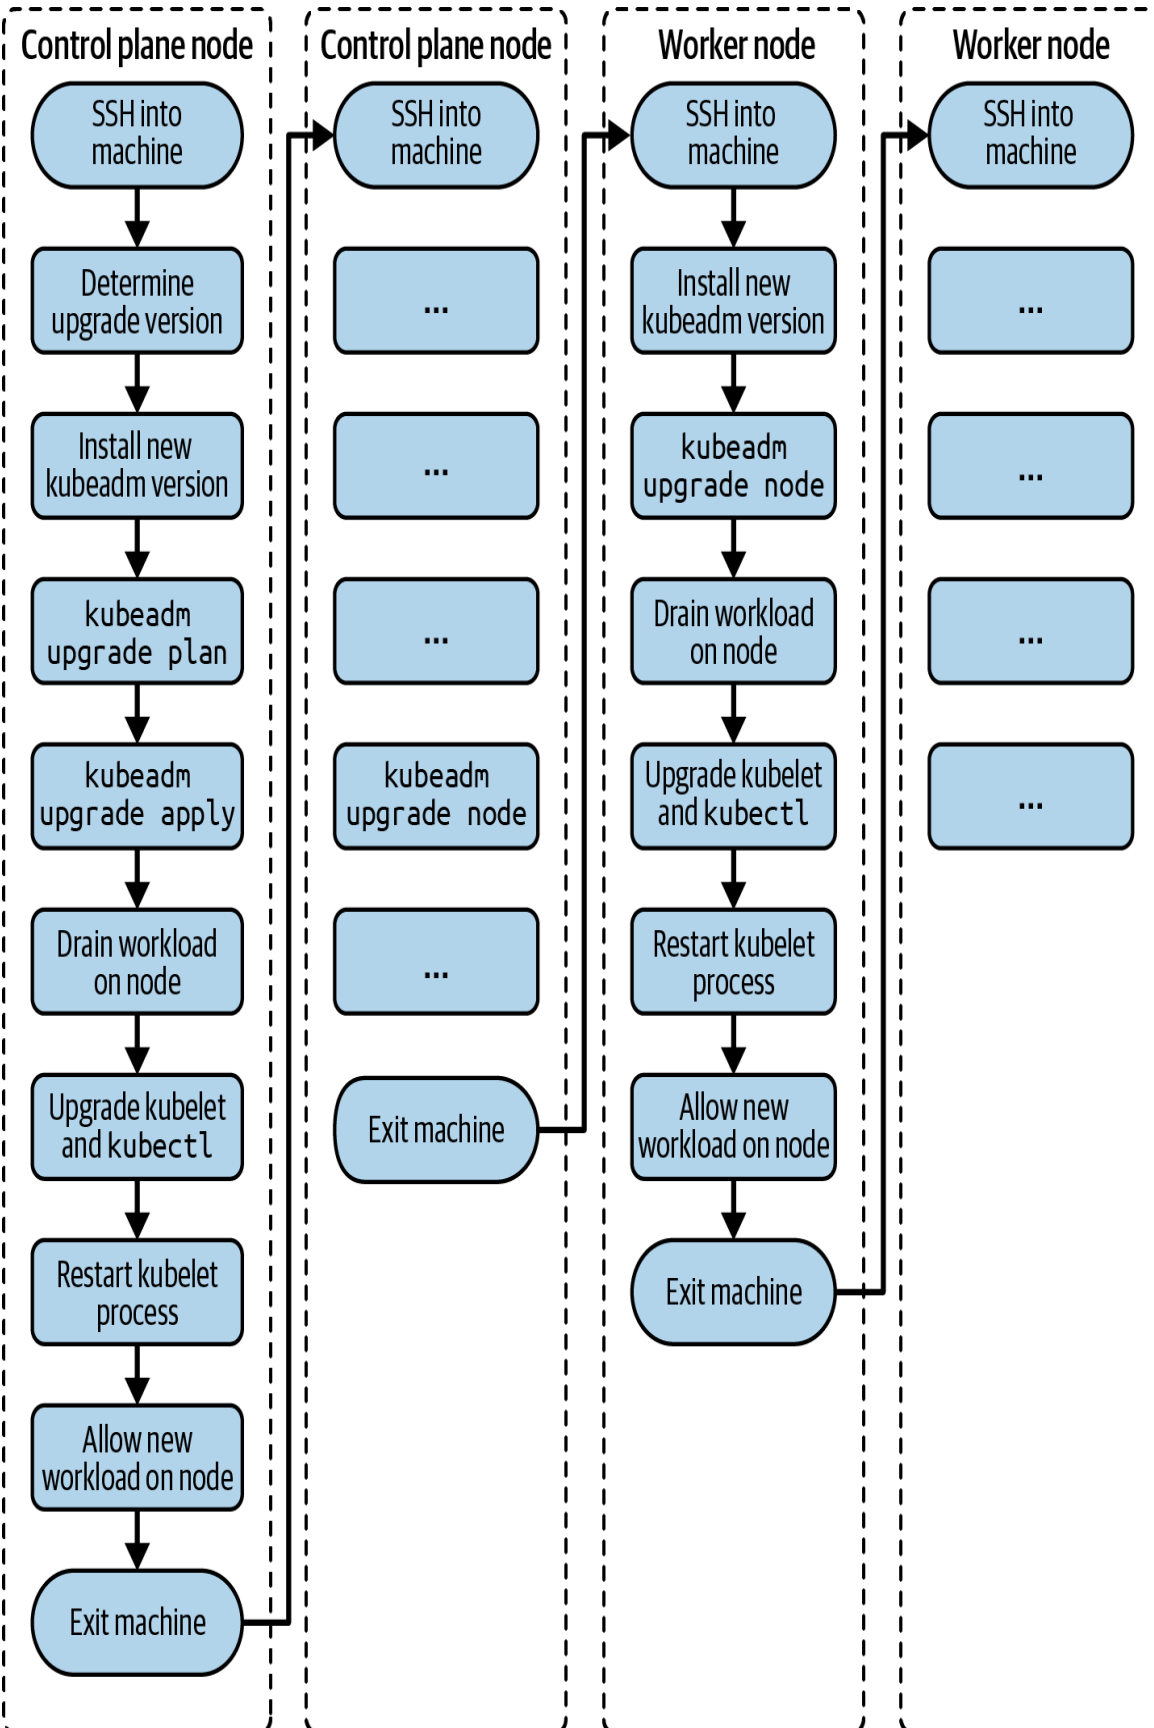 Control plane node
SSH into
machine
Determine
upgrade version
Install new
kubeadm version
kubeadm
upgrade plan
kubeadm
upgrade apply
Drain workload
on node
Upgrade kubelet
and kubectl
Restart kubelet
process
Allow new
workload on node
Exit machine
Control plane node
SSH into
machine
...
...
...
kubeadm
upgrade node
...
Exit machine
Worker node
SSH into
machine
Install new
kubeadm version
kubeadm
upgrade node
Drain workload
on node
Upgrade kubelet
and kubectl
Restart kubelet
process
Allow new
workload on node
Exit machine
Worker node
SSH into
machine
...
...
...
...